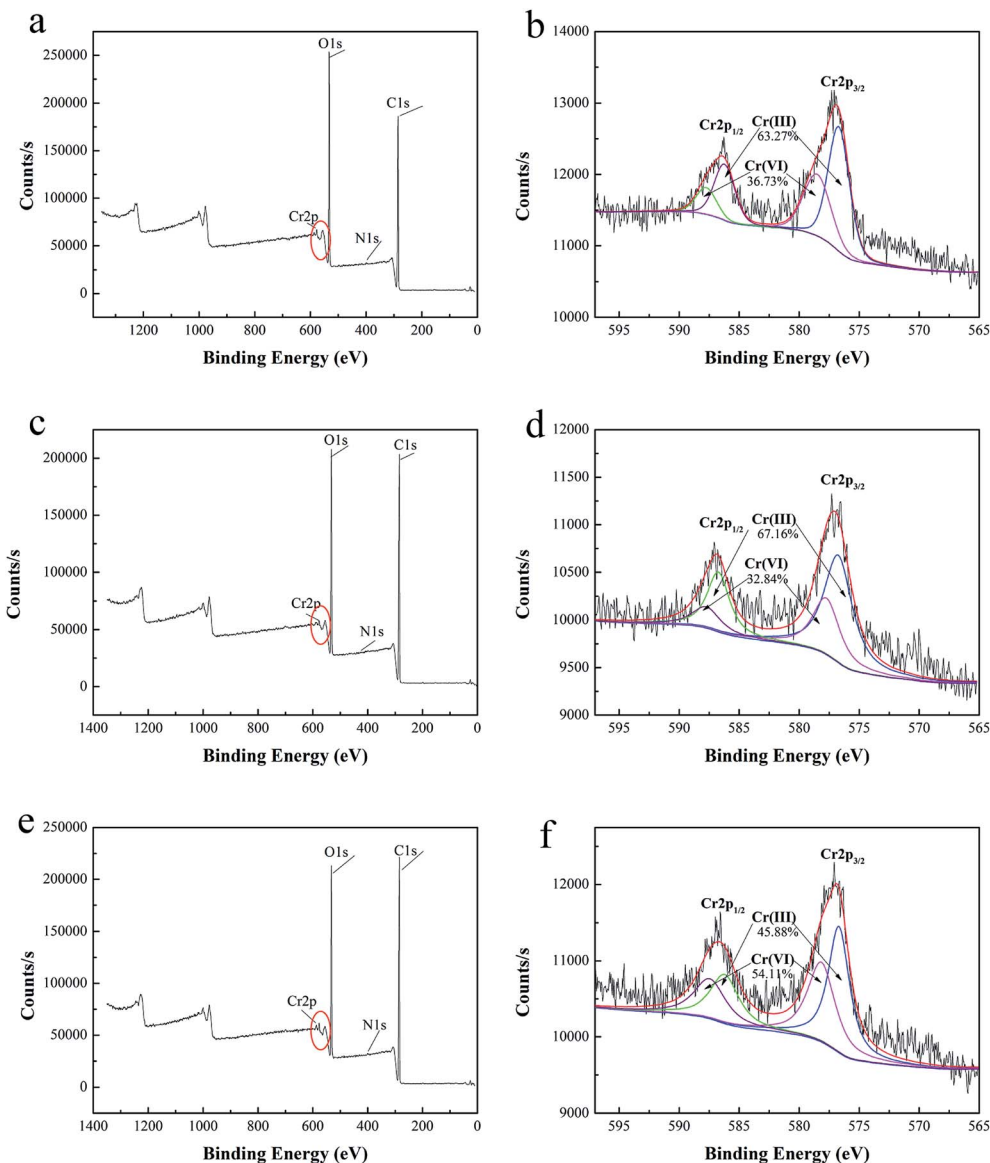 a
250000
200000
150000
100000
50000
0
Counts/s
O1s
C1s
Cr2p
N1s
1200 1000 800 600 400 200 0
Binding Energy (eV)
b
13000
12000
11000
10000
Counts/s
Cr2p3/2
Cr2p1/2
Cr(III)
63.27%
Cr(VI)
36.73%
595 590 585 580 575 570 565
Binding Energy (eV)
c
200000
150000
100000
50000
0
Counts/s
O1s
C1s
Cr2p
N1s
1400 1200 1000 800 600 400 200 0
Binding Energy (eV)
d
12000
11500
11000
10500
10000
9500
9000
Counts/s
Cr2p3/2
Cr2p1/2
Cr(III)
67.16%
Cr(VI)
32.84%
595 590 585 580 575 570 565
Binding Energy (eV)
e
250000
200000
150000
100000
50000
0
Counts/s
O1s
C1s
Cr2p
N1s
1400 1200 1000 800 600 400 200 0
Binding Energy (eV)
f
12000
11000
10000
9000
Counts/s
Cr2p3/2
Cr2p1/2
Cr(III)
45.88%
Cr(VI)
54.11%
595 590 585 580 575 570 565
Binding Energy (eV)